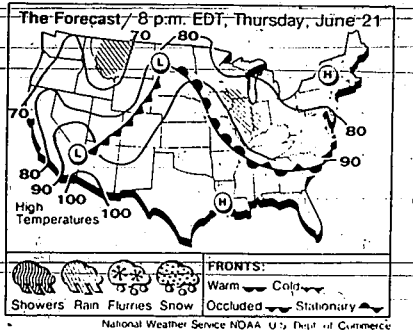 The Forecast/ 8 p.m. EDT, Thursday, June 21
70
80
L
H
70
80
L
80
90
90
100
100
H
High
Temperatures
FRONTS:
Warm Cold
Showers Rain Flurries Snow
Occluded Stationary
National Weather Service NOAA U.S. Dept. of Commerce